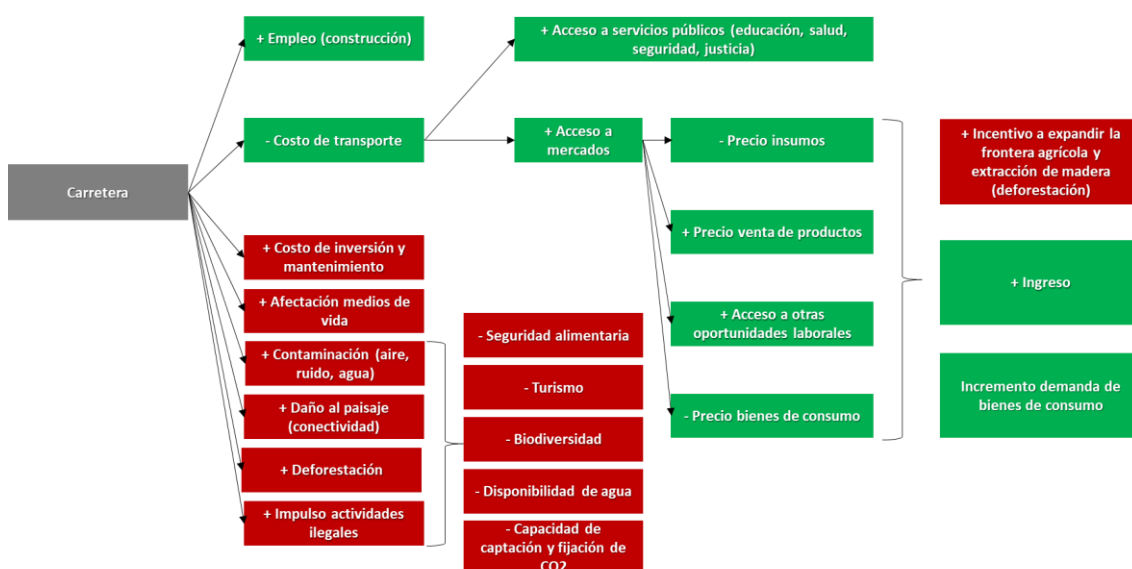 + Empleo (construcción)
+ Acceso a servicios públicos (educación, salud,
seguridad, justicia)
- Costo de transporte
+ Acceso a
mercados
- Precio insumos
+ Incentivo a expandir la
frontera agrícola y
extracción de madera
(deforestación)
Carretera
+ Precio venta de productos
+ Costo de inversión y
mantenimiento
+ Ingreso
+ Afectación medios de
vida
- Seguridad alimentaria
+ Acceso a otras
oportunidades laborales
+ Contaminación (aire,
ruido, agua)
- Turismo
+ Daño al paisaje
(conectividad)
- Precio bienes de consumo
Incremento demanda de
bienes de consumo
- Biodiversidad
+ Deforestación
- Disponibilidad de agua
+ Impulso actividades
ilegales
- Capacidad de
captación y fijación de
CO2